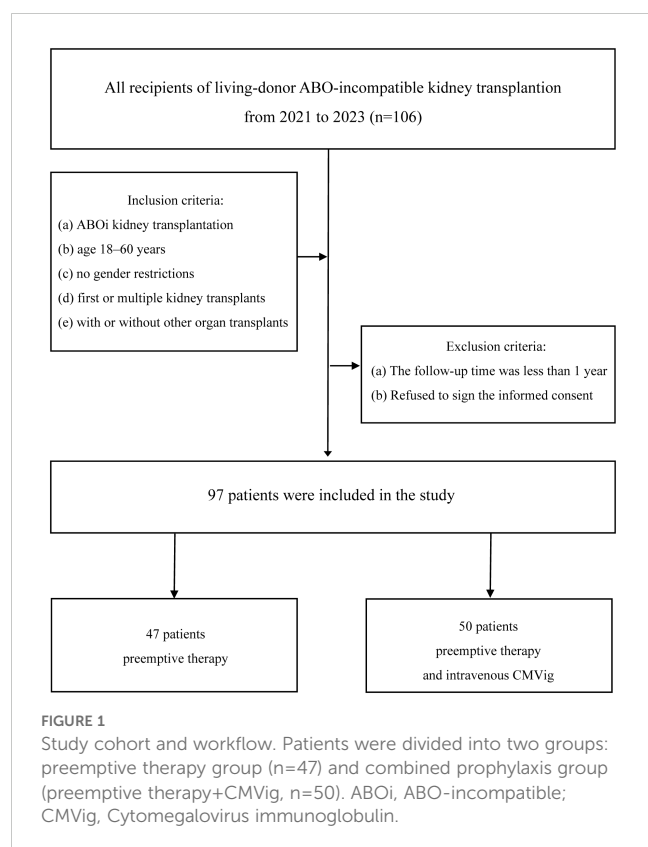 All recipients of living-donor ABO-incompatible kidney transplantion
from 2021 to 2023 (n=106)
Inclusion criteria:
(a) ABOi kidney transplantation
(b) age 18–60 years
(c) no gender restrictions
(d) first or multiple kidney transplants
(e) with or without other organ transplants
Exclusion criteria:
(a) The follow-up time was less than 1 year
(b) Refused to sign the informed consent
97 patients were included in the study
47 patients
preemptive therapy
50 patients
preemptive therapy
and intravenous CMVig
FIGURE 1
Study cohort and workflow. Patients were divided into two groups:
preemptive therapy group (n=47) and combined prophylaxis group
(preemptive therapy+CMVig, n=50). ABOi, ABO-incompatible;
CMVig, Cytomegalovirus immunoglobulin.